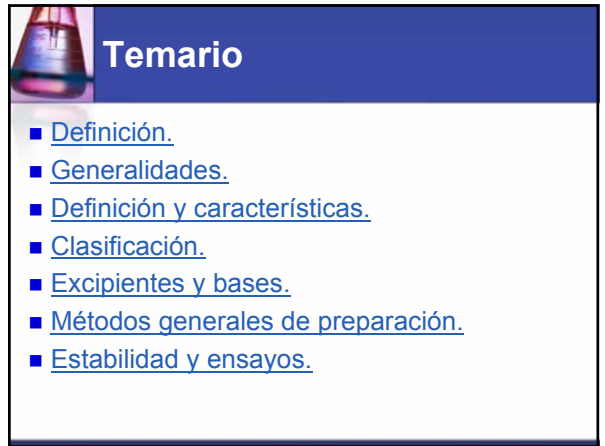 Temario
Definición.
Generalidades.
Definición y características.
Clasificación.
Excipientes y bases.
Métodos generales de preparación.
Estabilidad y ensayos.